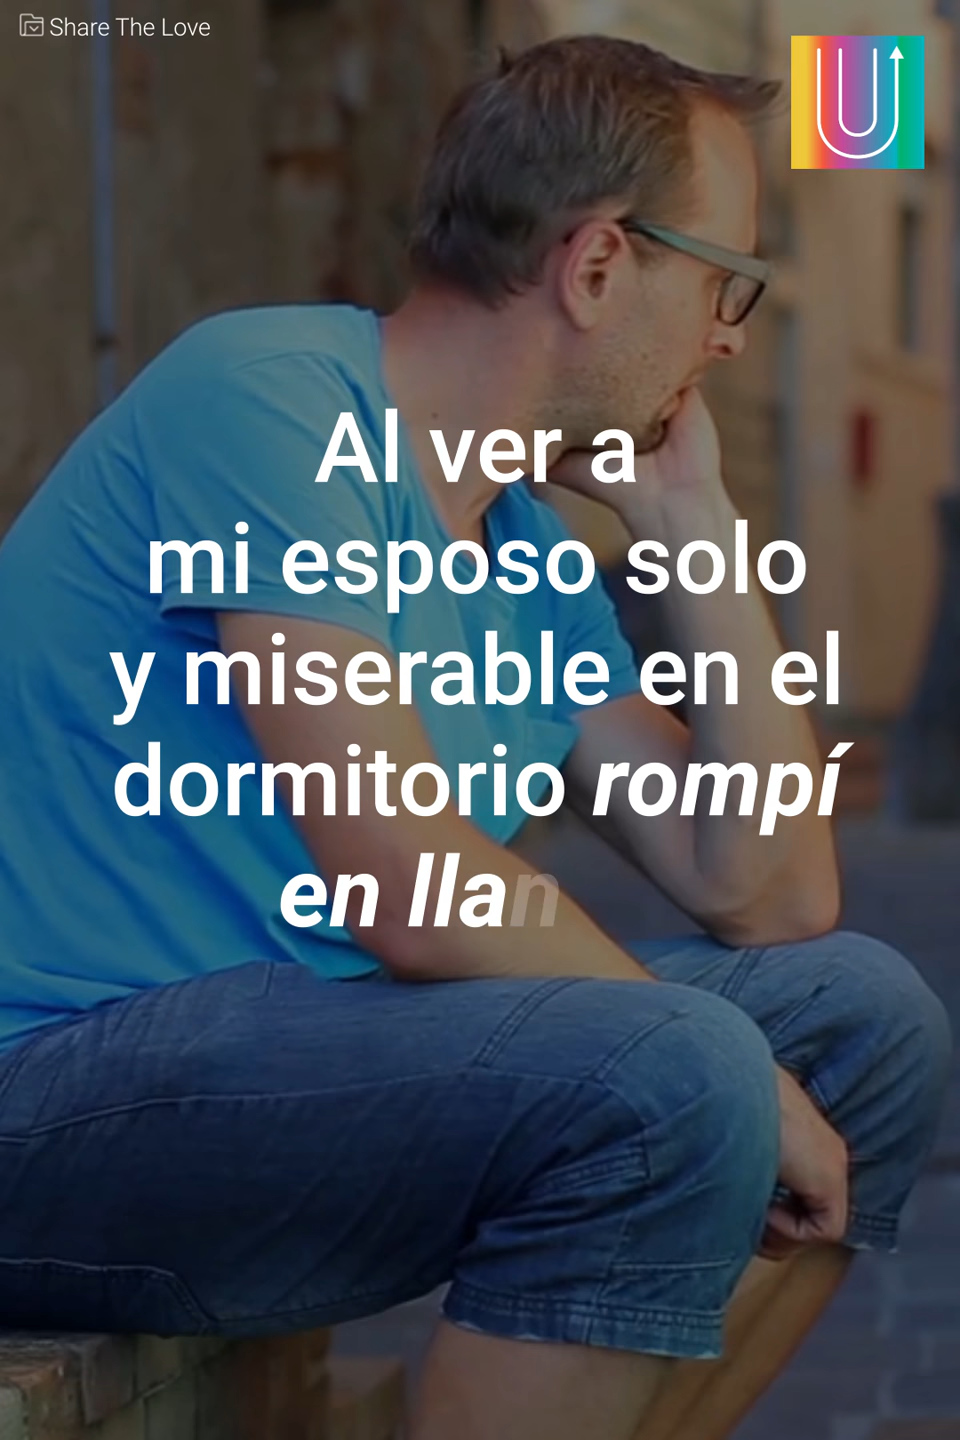 Share The Love
U
Al ver a
mi esposo solo
y miserable en el
dormitorio rompí
en llan